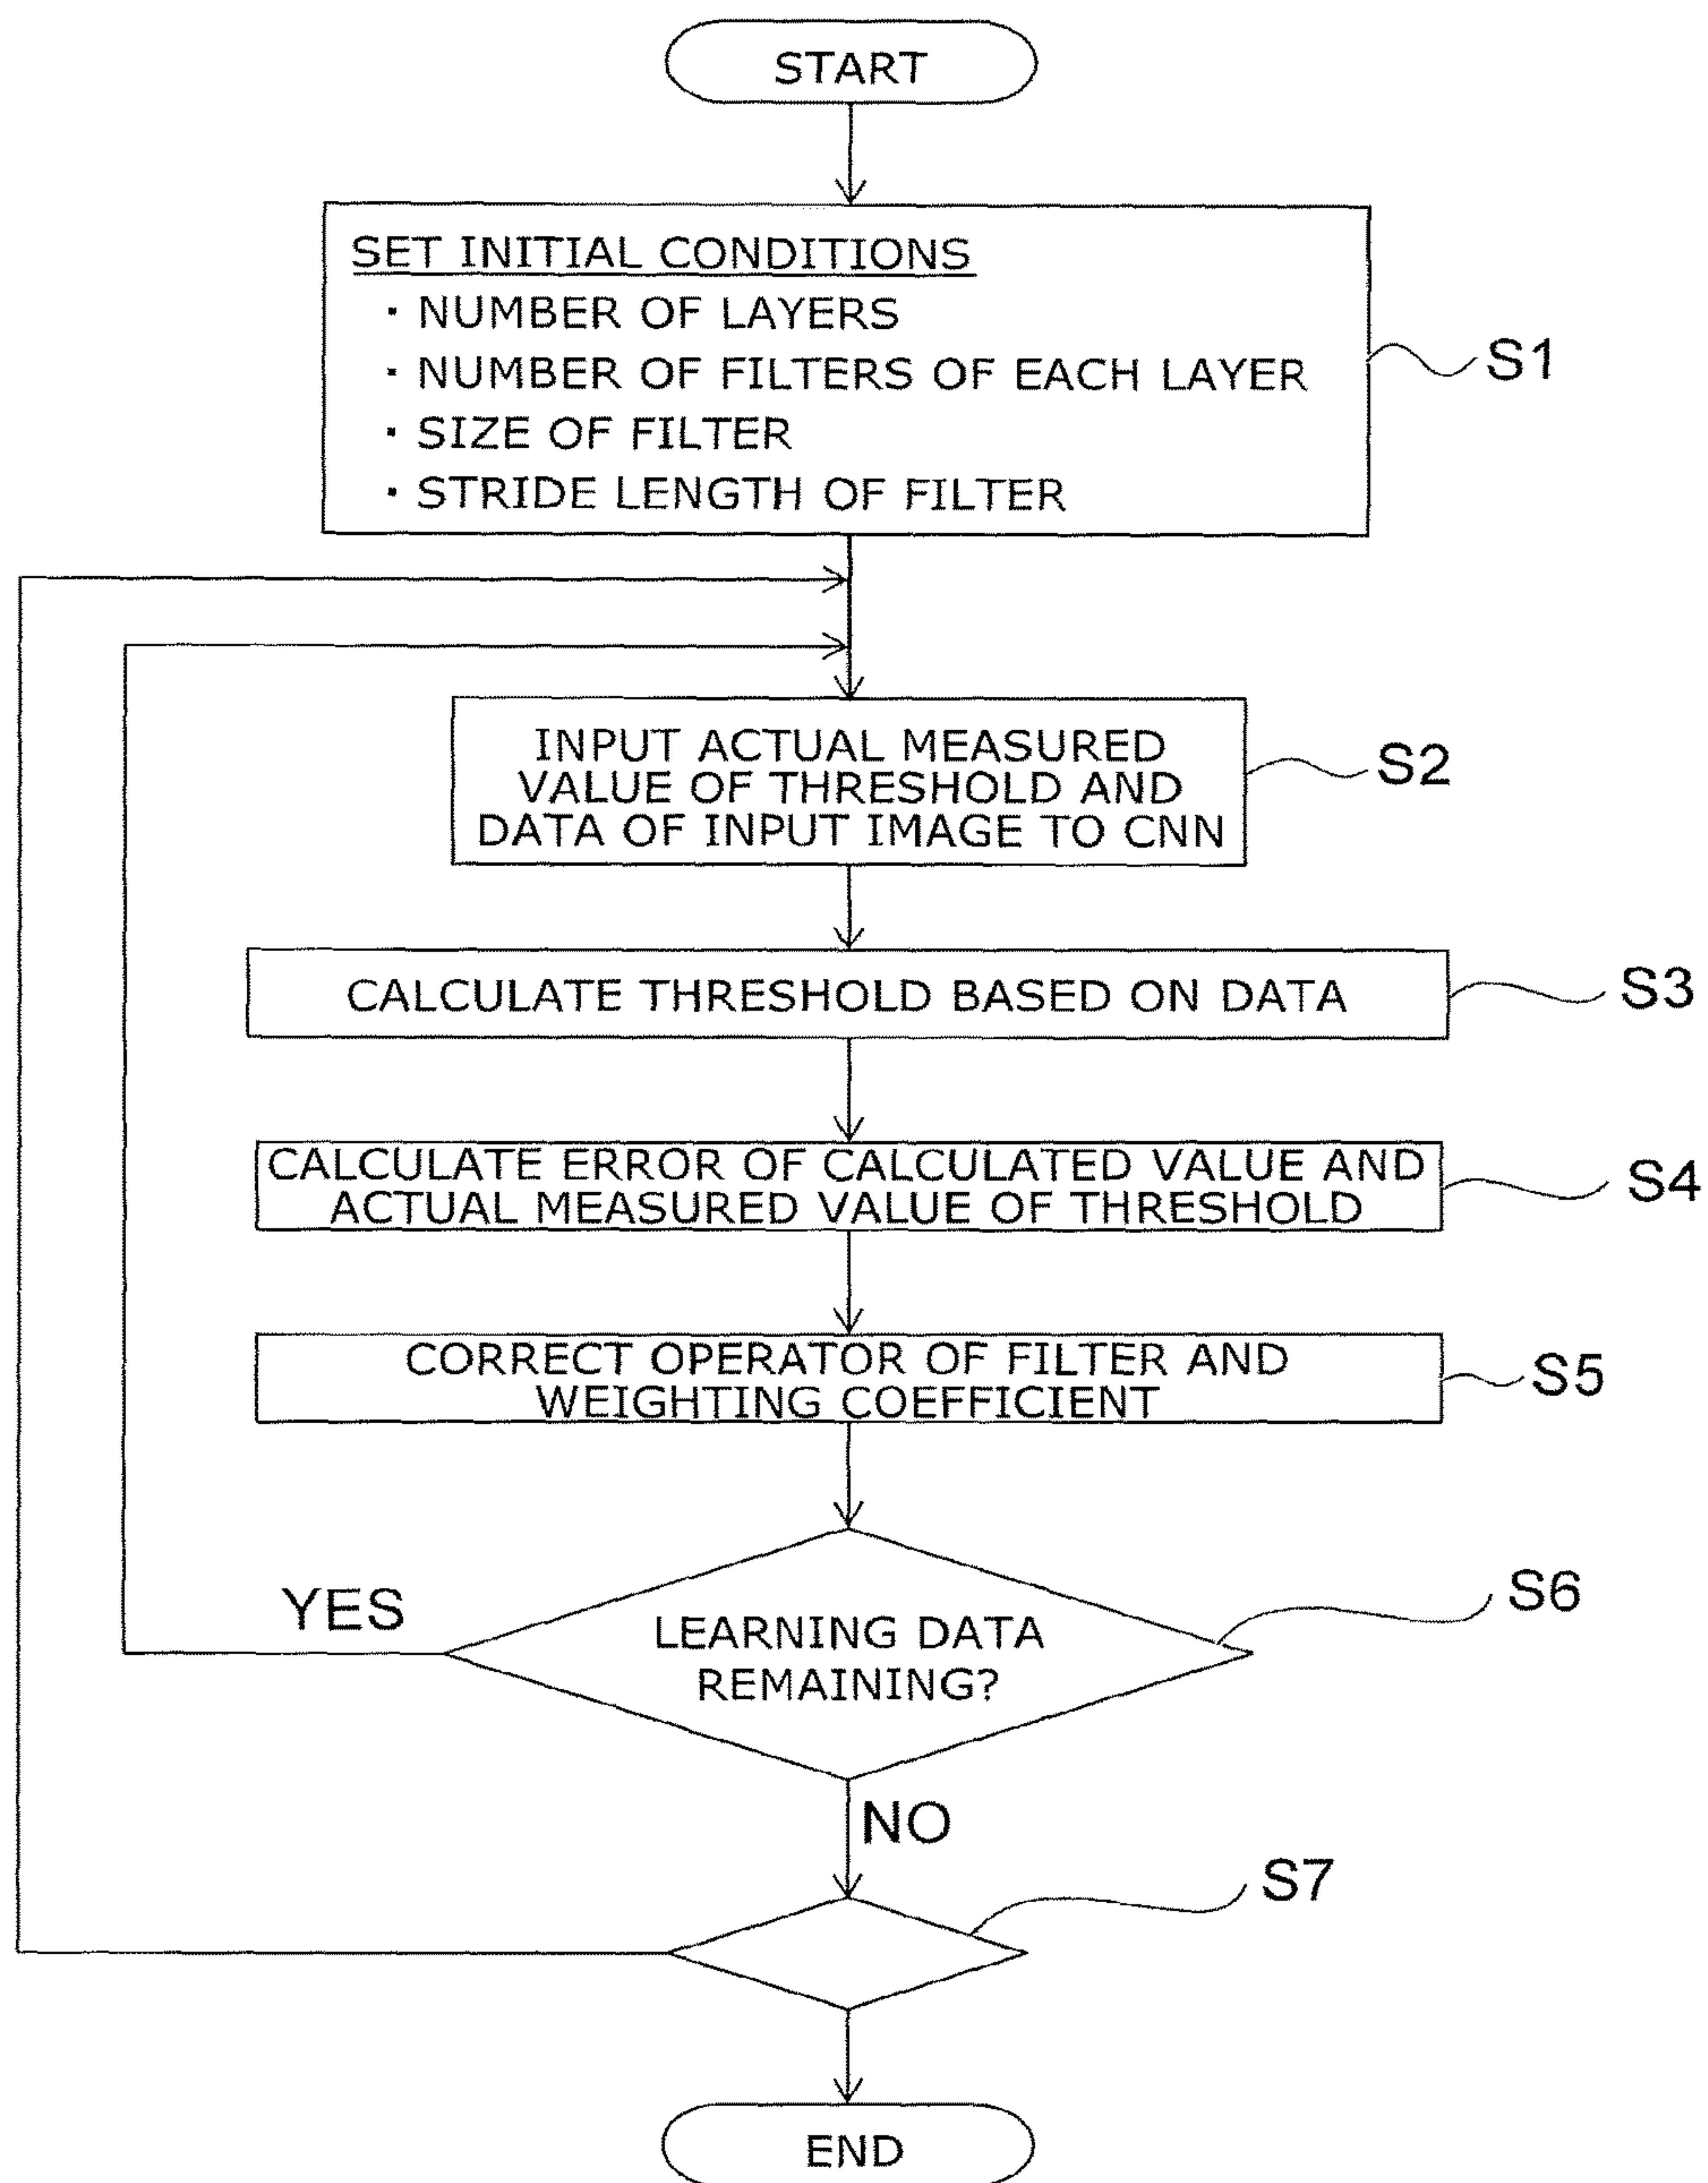 START
SET INITIAL CONDITIONS
· NUMBER OF LAYERS
· NUMBER OF FILTERS OF EACH LAYER
· SIZE OF FILTER
· STRIDE LENGTH OF FILTER
S1
INPUT ACTUAL MEASURED
VALUE OF THRESHOLD AND
DATA OF INPUT IMAGE TO CNN
S2
CALCULATE THRESHOLD BASED ON DATA
S3
CALCULATE ERROR OF CALCULATED VALUE AND
ACTUAL MEASURED VALUE OF THRESHOLD
S4
CORRECT OPERATOR OF FILTER AND
WEIGHTING COEFFICIENT
S5
YES
LEARNING DATA
REMAINING?
S6
NO
S7
END